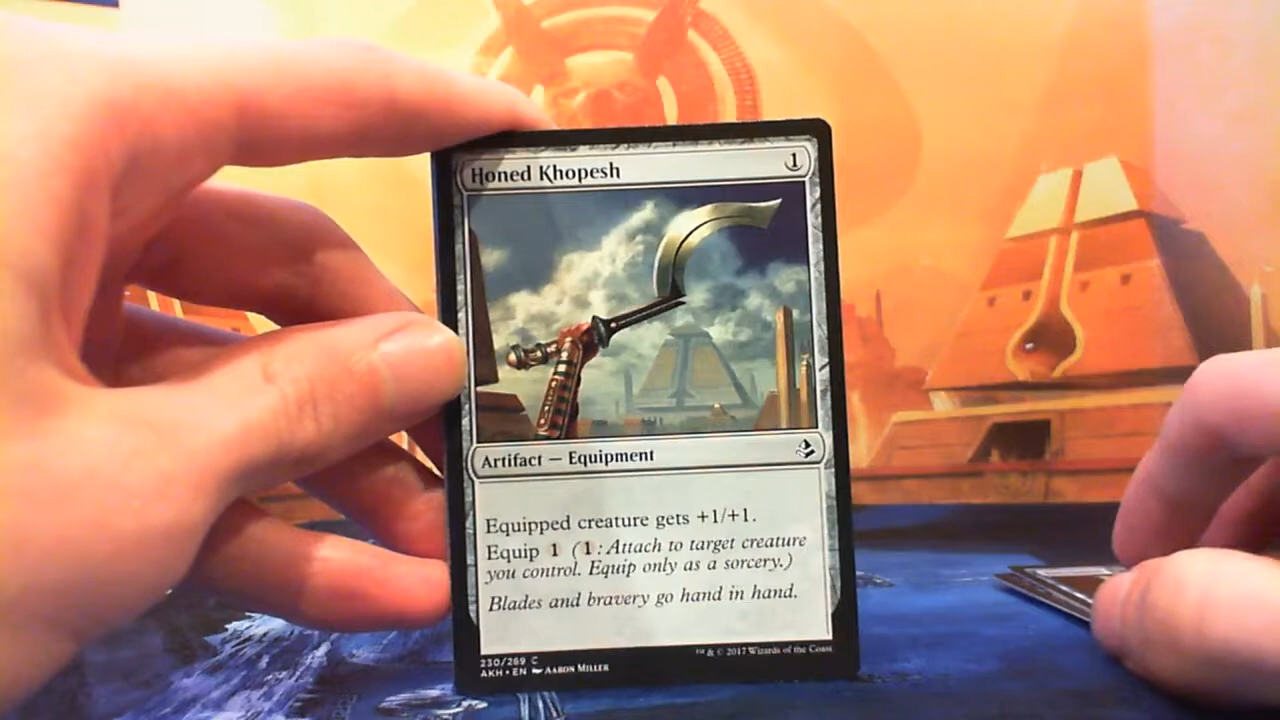 Honed Khopesh 1
Artifact — Equipment
Equipped creature gets +1/+1.
Equip 1 (1: Attach to target creature
you control. Equip only as a sorcery.)
Blades and bravery go hand in hand.
230/269 C
AKH • EN Aaron Miller
™ & © 2017 Wizards of the Coast